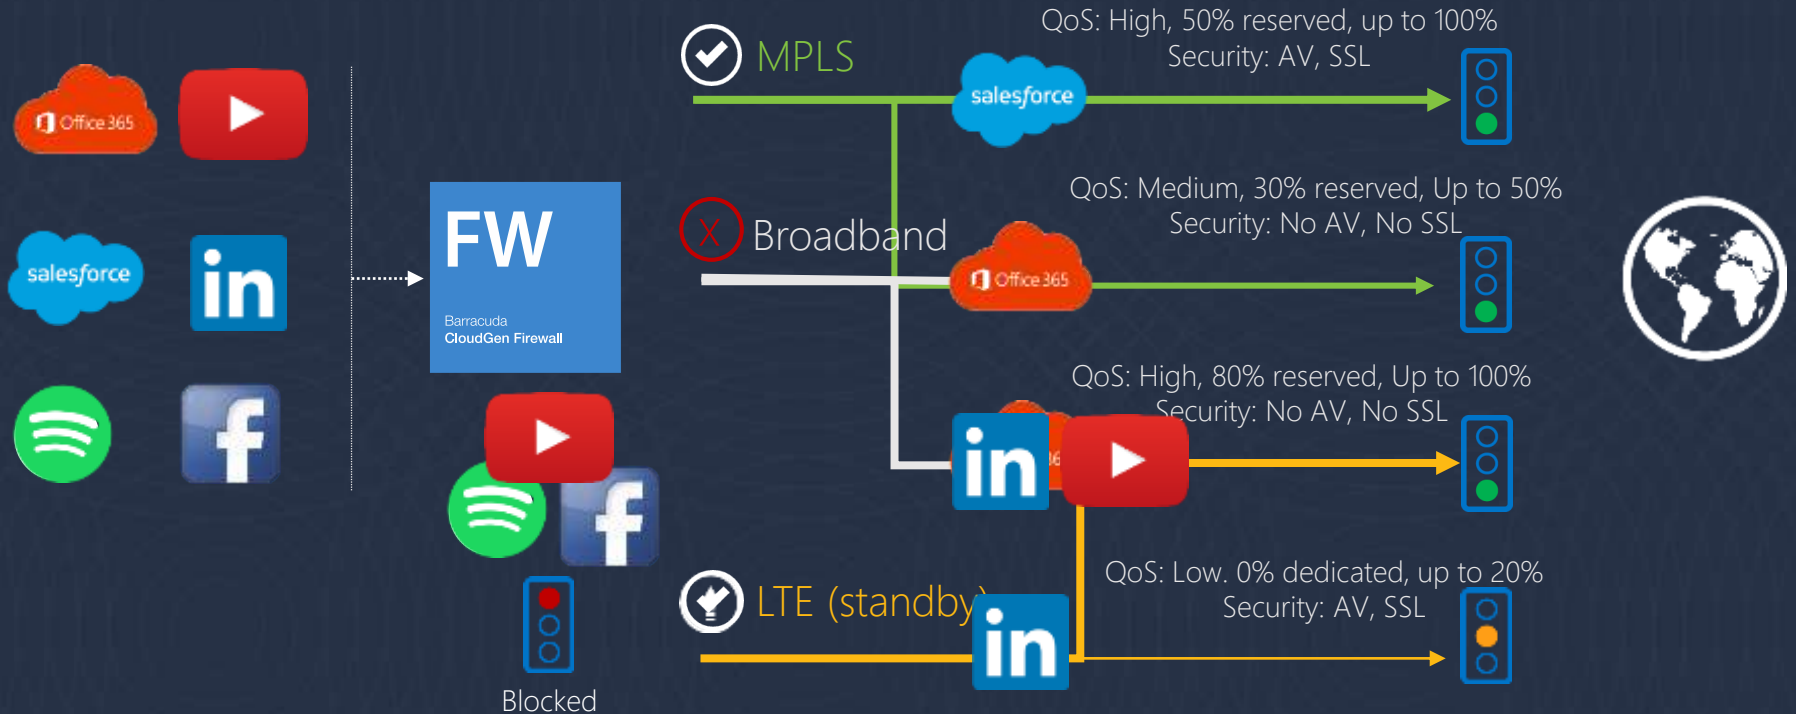 Office 365
salesforce
in
f
FW
Barracuda
CloudGen Firewall
f
Blocked
MPLS
salesforce
QoS: High, 50% reserved, up to 100%
Security: AV, SSL
X
Broadband
Office 365
QoS: Medium, 30% reserved, Up to 50%
Security: No AV, No SSL
in
QoS: High, 80% reserved, Up to 100%
Security: No AV, No SSL
LTE (standby)
in
QoS: Low. 0% dedicated, up to 20%
Security: AV, SSL